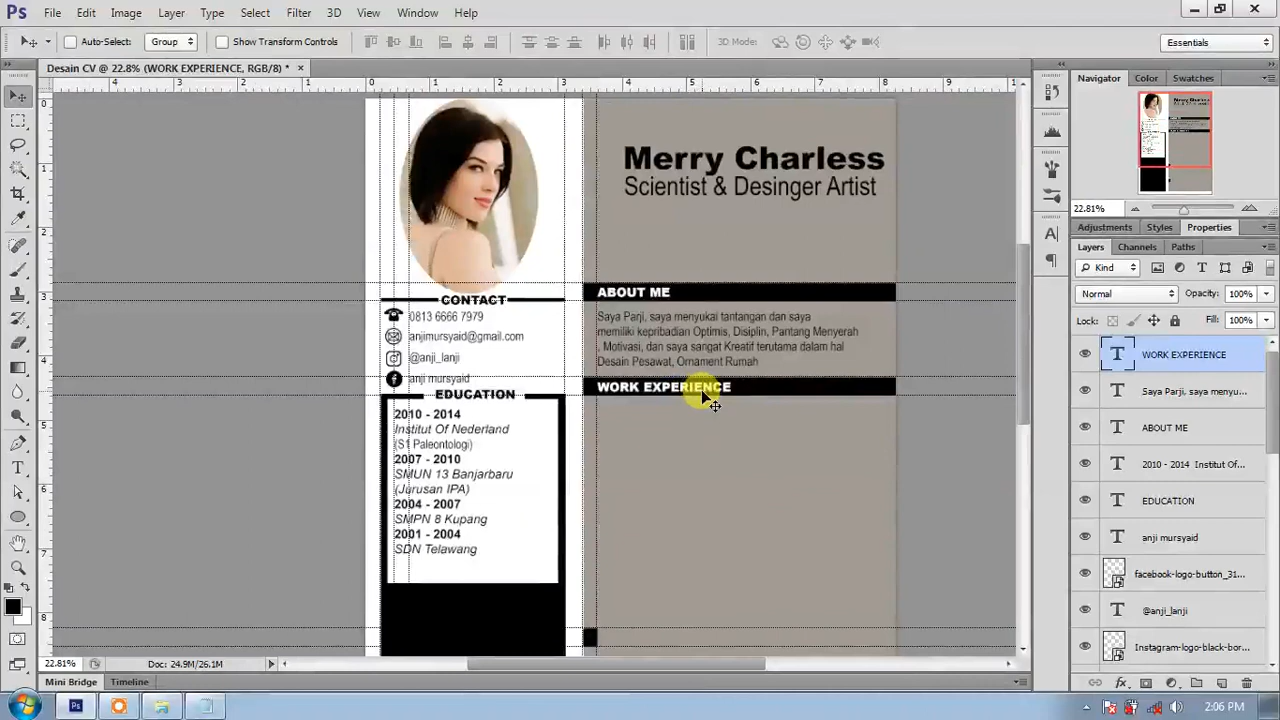 Ps File Edit Image Layer Type Select Filter 3D View Window Help
Auto-Select: Group Show Transform Controls 3D Mode: Essentials
Desain CV @ 22.8% (WORK EXPERIENCE, RGB/8) * ×
Navigator Color Swatches
22.81%
Adjustments Styles Properties
Layers Channels Paths
Kind
Normal Opacity: 100%
Lock: Fill: 100%
WORK EXPERIENCE
Saya Parji, saya menyu...
ABOUT ME
2010 - 2014 Institut Of...
EDUCATION
anji mursyaid
facebook-logo-button_31...
@anji_lanji
Instagram-logo-black-bor...
Merry Charless
Scientist & Desinger Artist
CONTACT
0813 6666 7979
anjimursyaid@gmail.com
@anji_lanji
anji mursyaid
EDUCATION
2010 - 2014
Institut Of Nederland
(S1 Paleontologi)
2007 - 2010
SMUN 13 Banjarbaru
(Jurusan IPA)
2004 - 2007
SMPN 8 Kupang
2001 - 2004
SDN Telawang
ABOUT ME
Saya Parji, saya menyukai tantangan dan saya
memiliki kepribadian Optimis, Disiplin, Pantang Menyerah
, Motivasi, dan saya sangat Kreatif terutama dalam hal
Desain Pesawat, Ornament Rumah
WORK EXPERIENCE
22.81% Doc: 24.9M/26.1M
Mini Bridge Timeline
2:06 PM